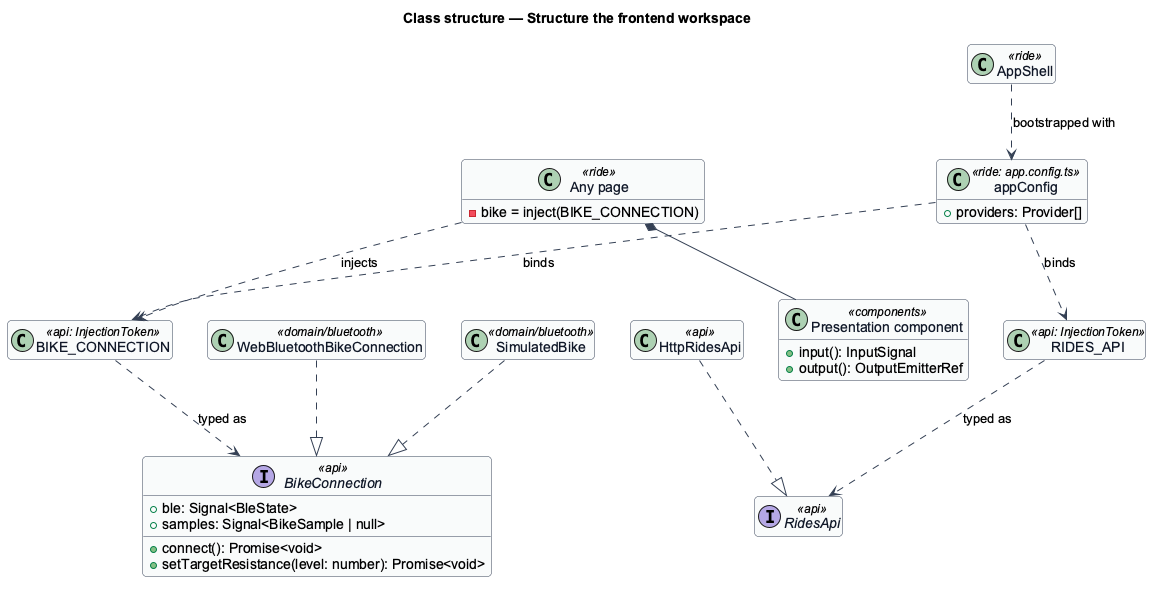 Class structure — Structure the frontend workspace
«ride»
AppShell
bootstrapped with
«ride»
Any page
bike = inject(BIKE_CONNECTION)
«ride: app.config.ts»
appConfig
providers: Provider[]
injects
binds
binds
«api: InjectionToken»
BIKE_CONNECTION
«domain/bluetooth»
WebBluetoothBikeConnection
«domain/bluetooth»
SimulatedBike
«api»
HttpRidesApi
«components»
Presentation component
input(): InputSignal
output(): OutputEmitterRef
«api: InjectionToken»
RIDES_API
typed as
typed as
«api»
BikeConnection
ble: Signal<BleState>
samples: Signal<BikeSample | null>
connect(): Promise<void>
setTargetResistance(level: number): Promise<void>
«api»
RidesApi
C
C
C
C
C
C
C
C
C
I
I